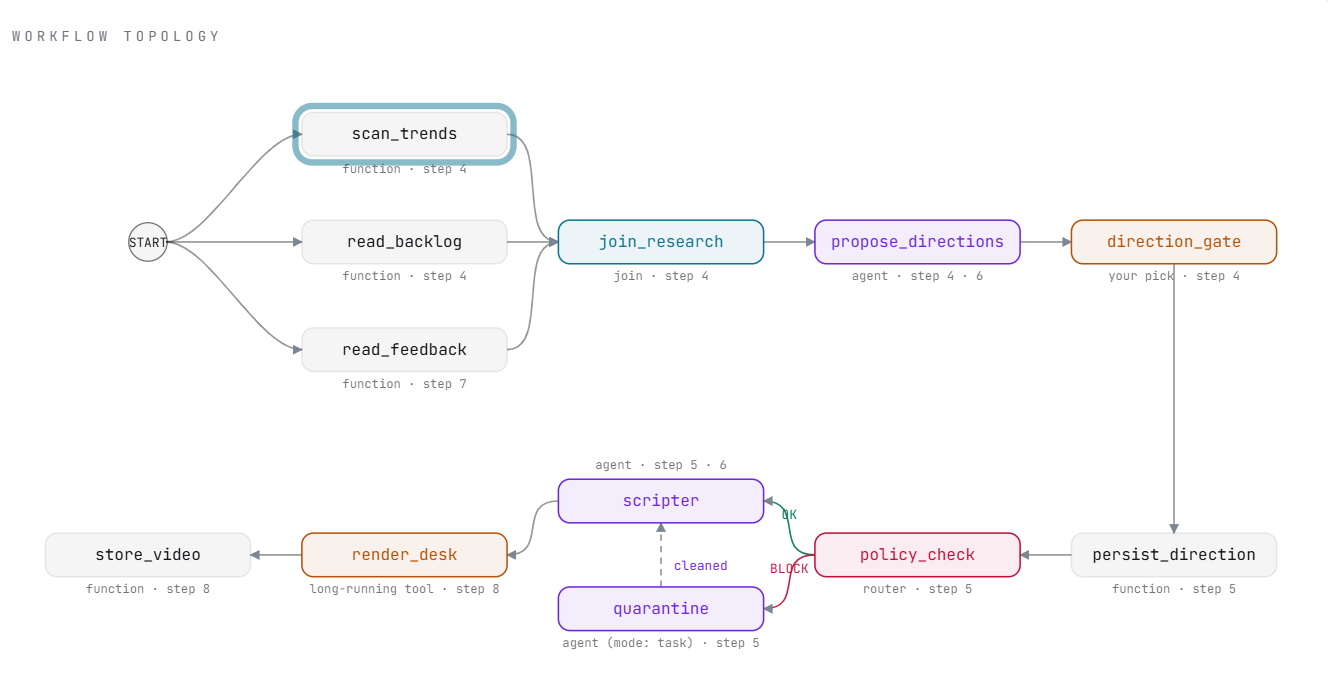 WORKFLOW TOPOLOGY
scan_trends
function · step 4
START
read_backlog
function · step 4
join_research
join · step 4
propose_directions
agent · step 4 · 6
direction_gate
your pick · step 4
read_feedback
function · step 7
agent · step 5 · 6
scripter
OK
store_video
function · step 8
render_desk
long-running tool · step 8
cleaned
BLOCK
policy_check
router · step 5
persist_direction
function · step 5
quarantine
agent (mode: task) · step 5